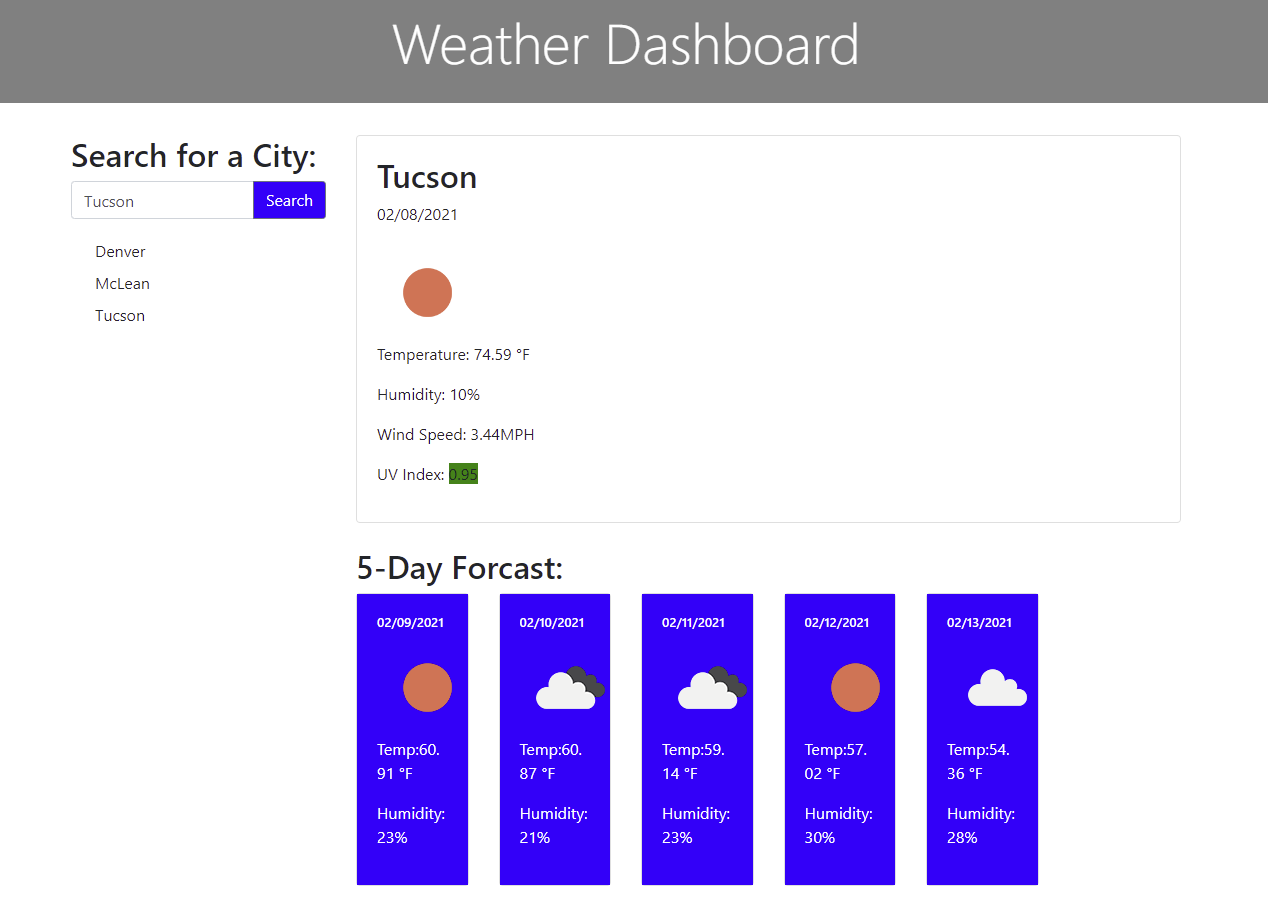 Weather Dashboard
Search for a City:
Tucson
Search
Denver
McLean
Tucson
Tucson
02/08/2021
Temperature: 74.59 °F
Humidity: 10%
Wind Speed: 3.44MPH
UV Index: 0.95
5-Day Forcast:
02/09/2021
Temp:60.
91 °F
Humidity:
23%
02/10/2021
Temp:60.
87 °F
Humidity:
21%
02/11/2021
Temp:59.
14 °F
Humidity:
23%
02/12/2021
Temp:57.
02 °F
Humidity:
30%
02/13/2021
Temp:54.
36 °F
Humidity:
28%